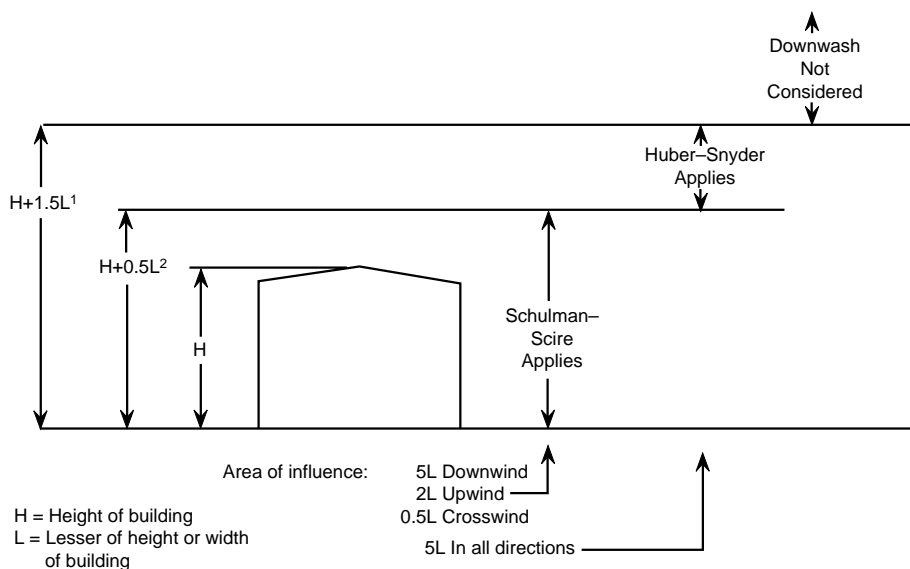 Downwash
Not
Considered
Huber–Snyder
Applies
H+1.5L¹
H+0.5L²
H
Schulman–
Scire
Applies
Area of influence:
5L Downwind
2L Upwind
0.5L Crosswind
5L In all directions
H = Height of building
L = Lesser of height or width
of building